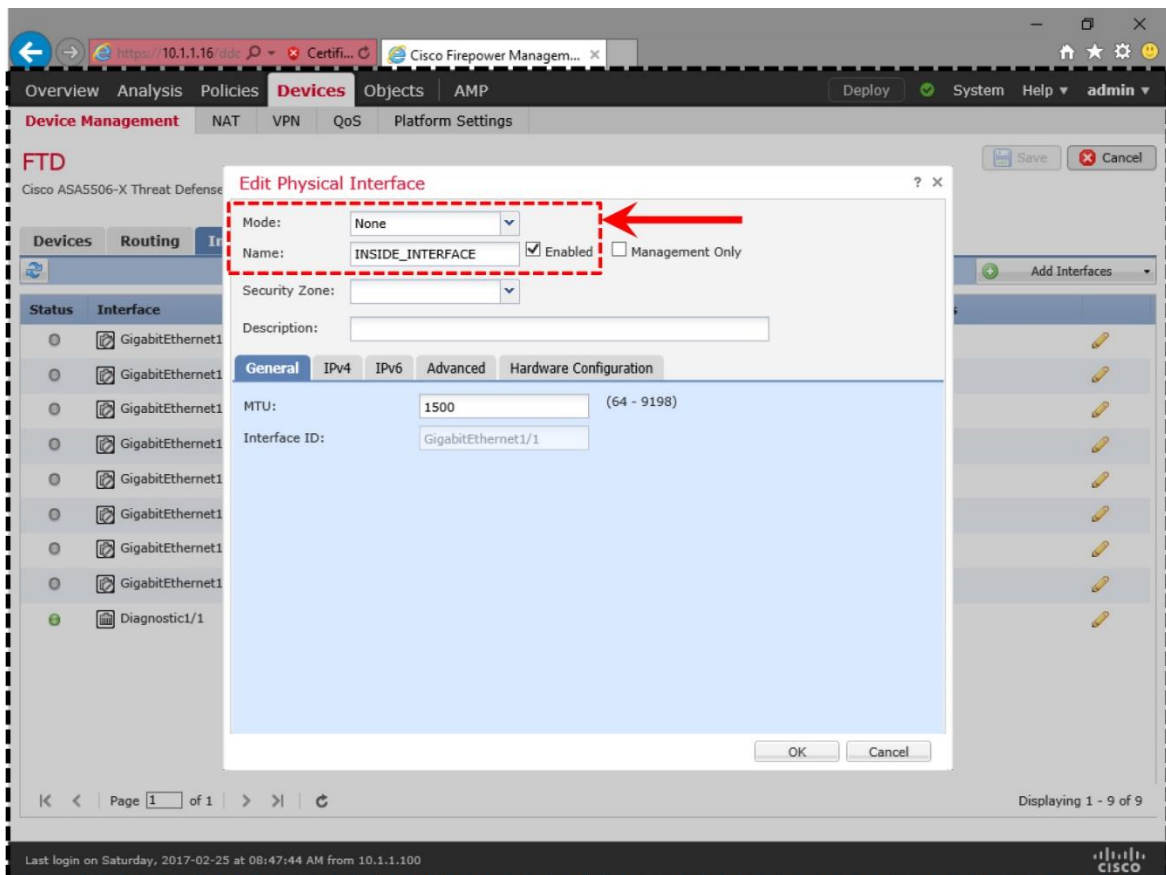 https://10.1.1.16/ddc Certifi... Cisco Firepower Managem...
Overview Analysis Policies Devices Objects AMP Deploy System Help admin
Device Management NAT VPN QoS Platform Settings
FTD Save Cancel
Cisco ASA5506-X Threat Defense
Edit Physical Interface ? ×
Mode: None
Name: INSIDE_INTERFACE Enabled Management Only
Devices Routing
Add Interfaces
Security Zone:
Status Interface
Description:
GigabitEthernet1
General IPv4 IPv6 Advanced Hardware Configuration
GigabitEthernet1
MTU: 1500 (64 - 9198)
GigabitEthernet1
Interface ID: GigabitEthernet1/1
GigabitEthernet1
GigabitEthernet1
GigabitEthernet1
GigabitEthernet1
GigabitEthernet1
Diagnostic1/1
OK Cancel
Page 1 of 1 Displaying 1 - 9 of 9
Last login on Saturday, 2017-02-25 at 08:47:44 AM from 10.1.1.100
CISCO